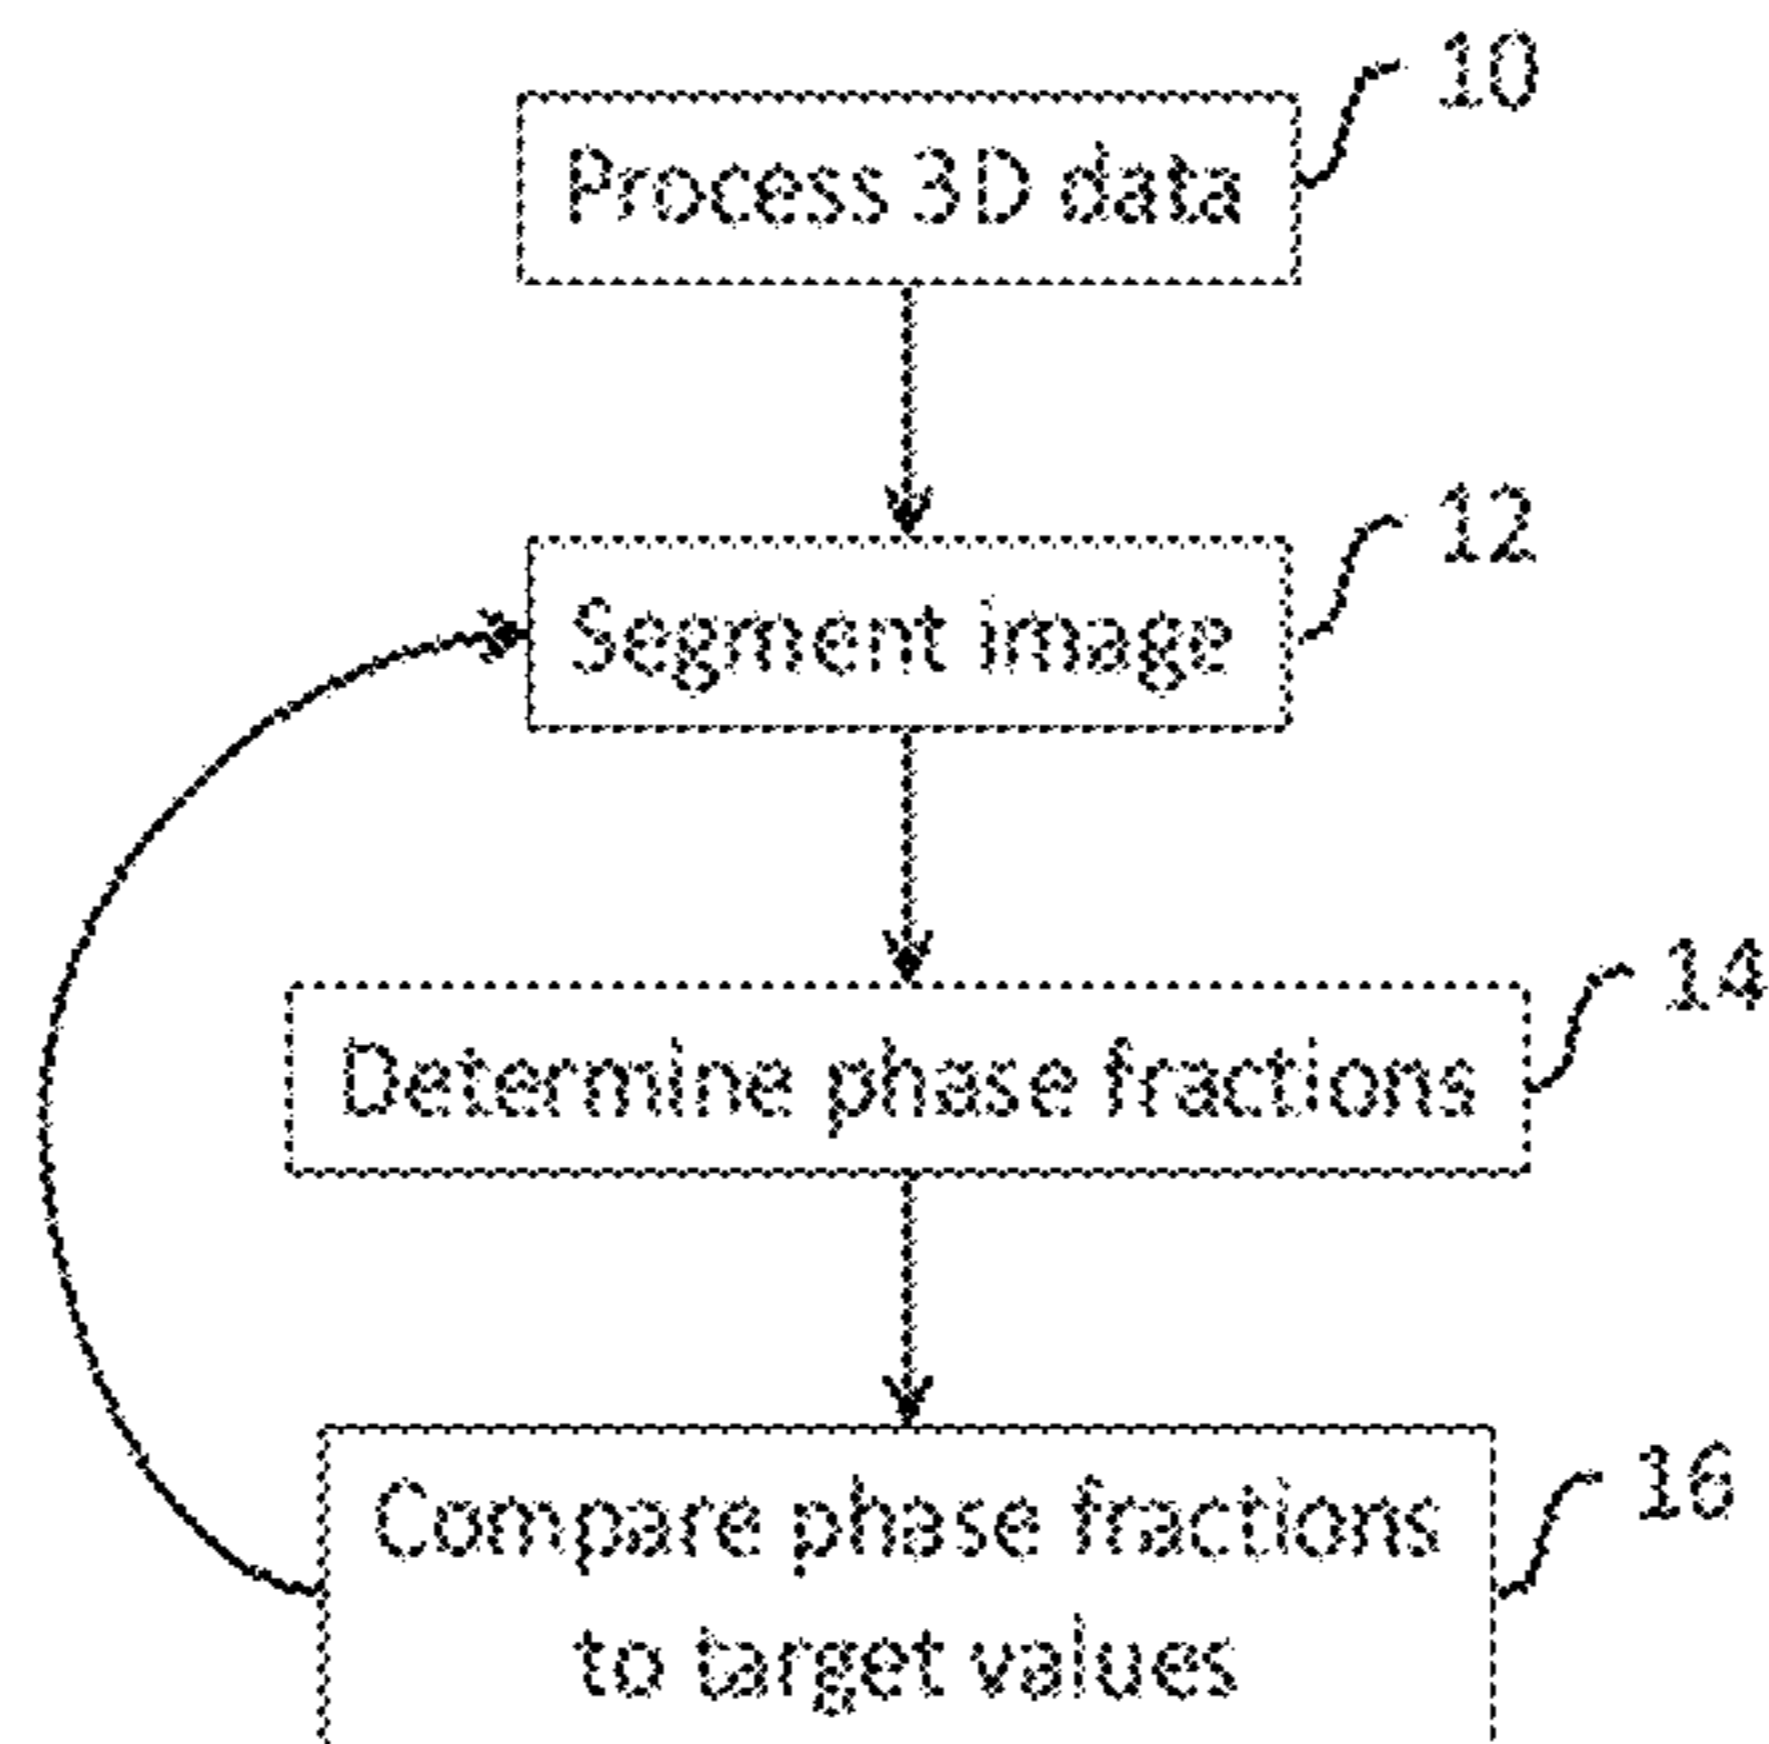 10
Process 3D data
12
Segment image
14
Determine phase fractions
16
Compare phase fractions
to target values